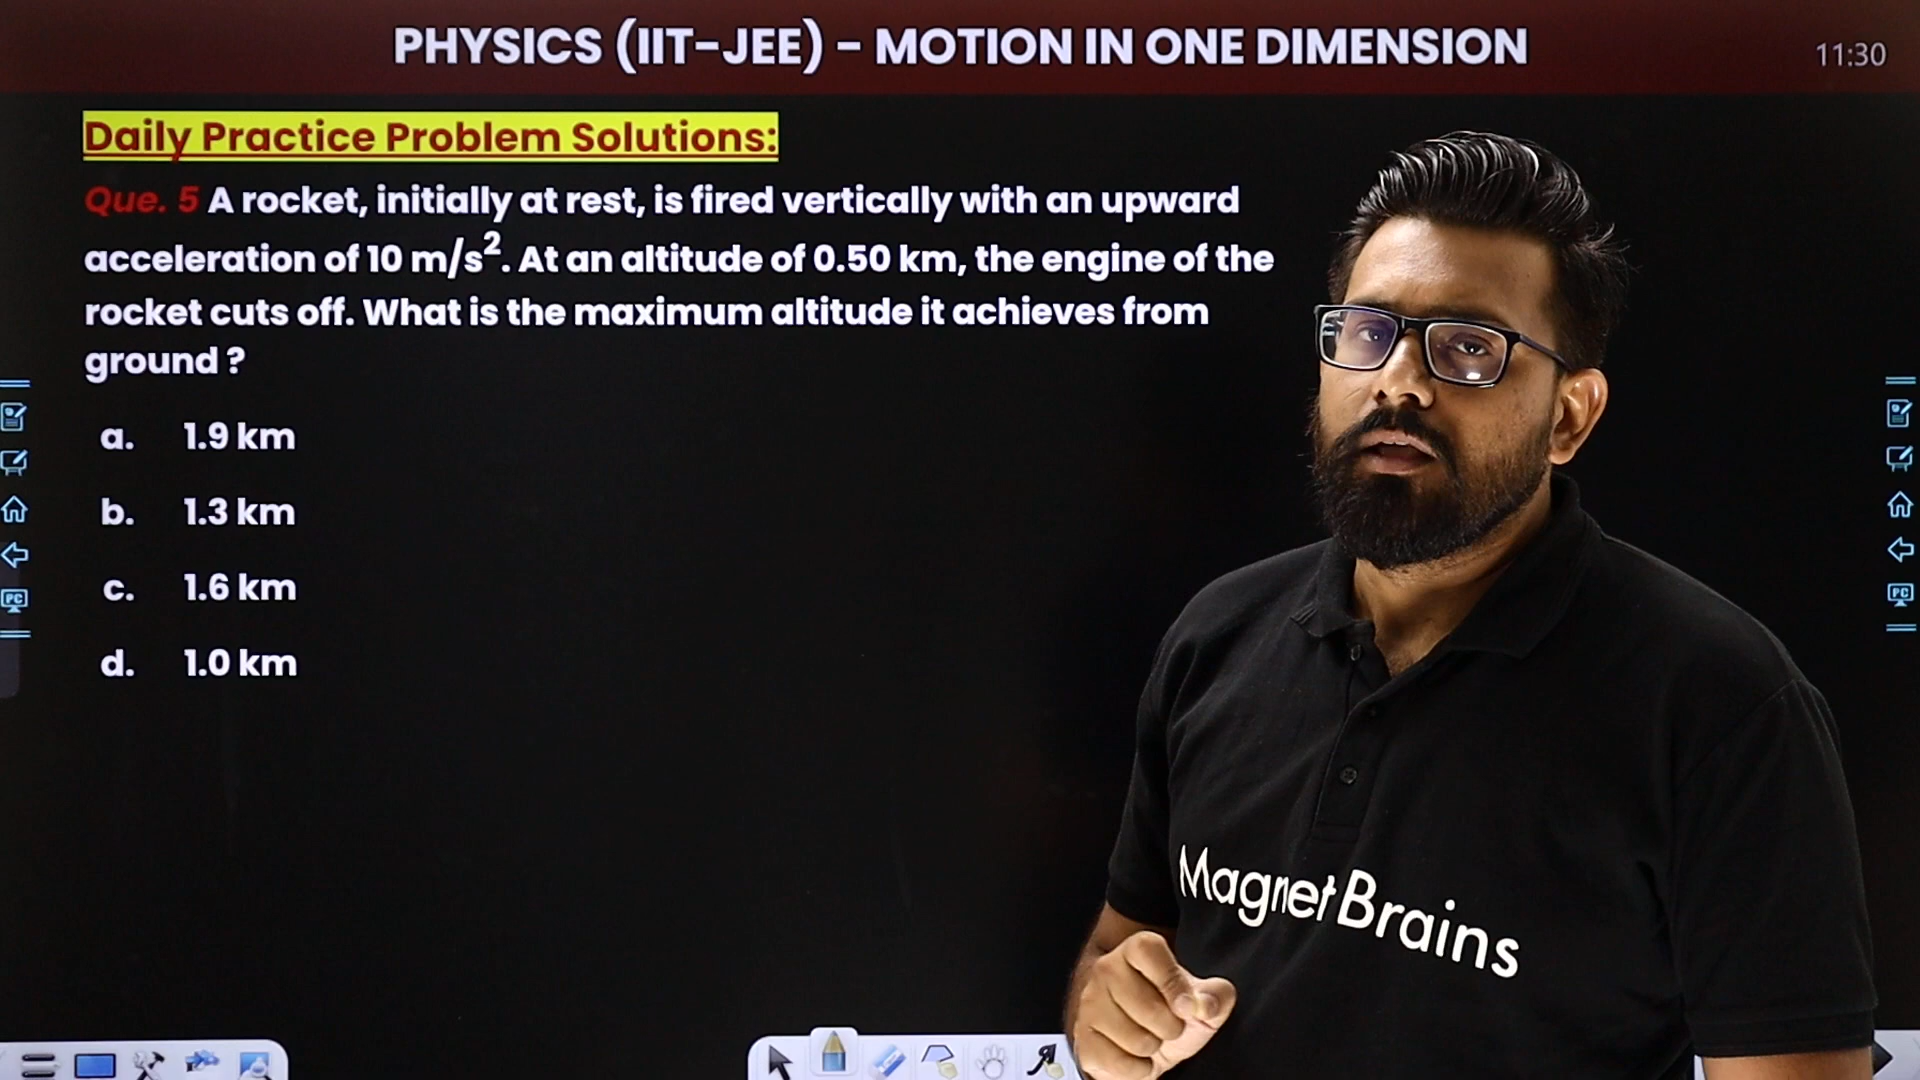 PHYSICS (IIT-JEE) - MOTION IN ONE DIMENSION
11:30
Daily Practice Problem Solutions:
Que. 5 A rocket, initially at rest, is fired vertically with an upward
acceleration of 10 m/s². At an altitude of 0.50 km, the engine of the
rocket cuts off. What is the maximum altitude it achieves from
ground ?
a. 1.9 km
b. 1.3 km
c. 1.6 km
d. 1.0 km
PC
PC
MagnetBrains